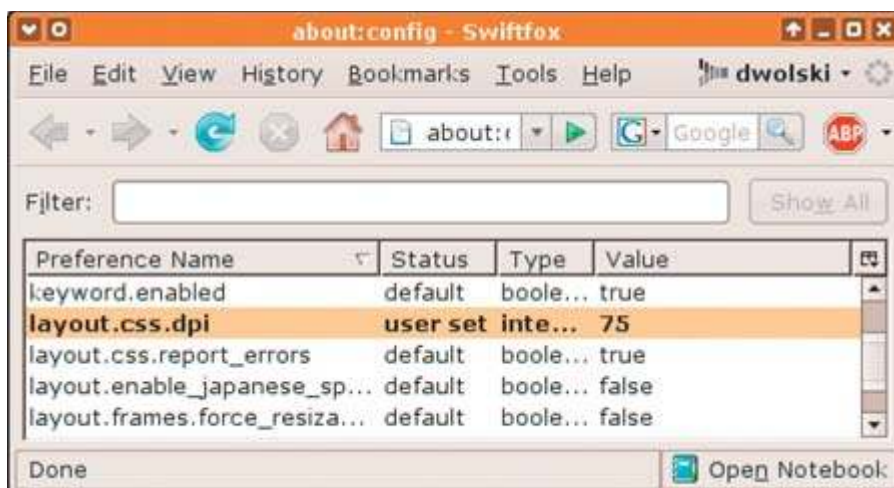 about:config - Swiftfox
File Edit View History Bookmarks Tools Help dwolski
about:c G Google ABP
Filter: Show All
Preference Name Status Type Value
keyword.enabled default boole... true
layout.css.dpi user set inte... 75
layout.css.report_errors default boole... true
layout.enable_japanese_sp... default boole... false
layout.frames.force_resiza... default boole... false
Done Open Notebook